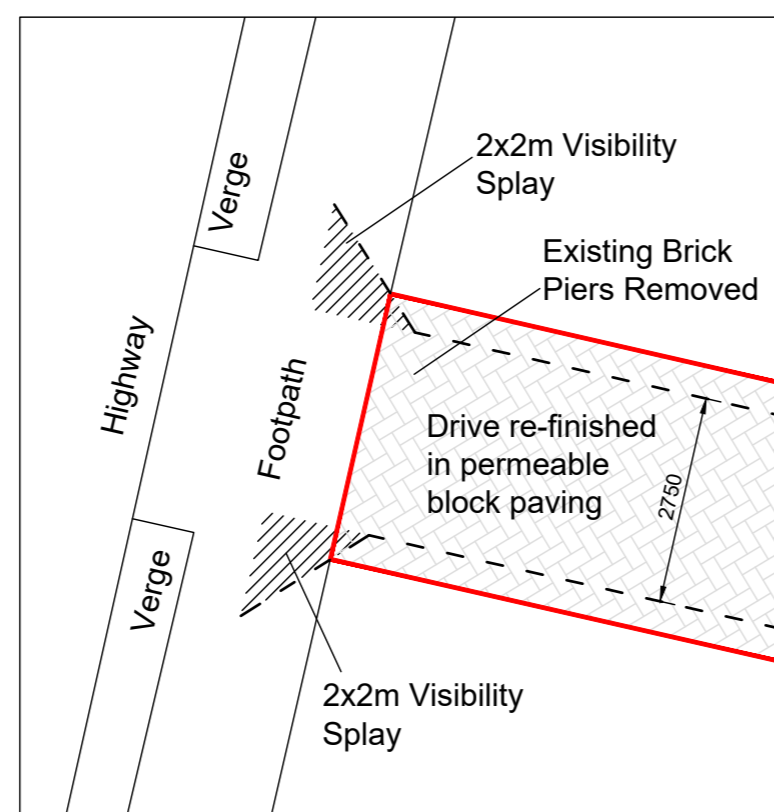 2x2m Visibility
Splay
Verge
Existing Brick
Piers Removed
Highway
Footpath
Drive re-finished
in permeable
block paving
2750
Verge
2x2m Visibility
Splay